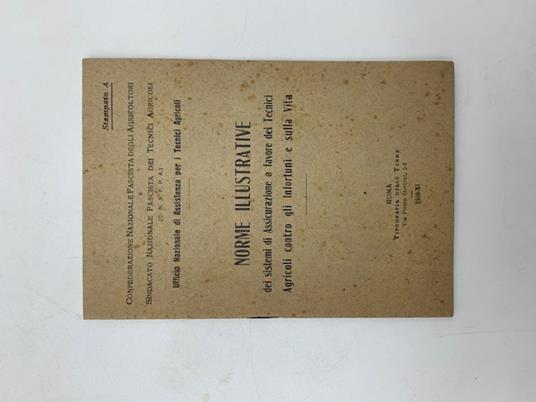 Stampato A
CONFEDERAZIONE NAZIONALE FASCISTA DEGLI AGRICOLTORI
E
SINDACATO NAZIONALE FASCISTA DEI TECNICI AGRICOLI
Ufficio Nazionale di Assistenza per i Tecnici Agricoli
NORME ILLUSTRATIVE
dei sistemi di Assicurazione a favore dei Tecnici
Agricoli contro gli Infortuni e sulla Vita
ROMA
TIPOGRAFIA DELLE TERME